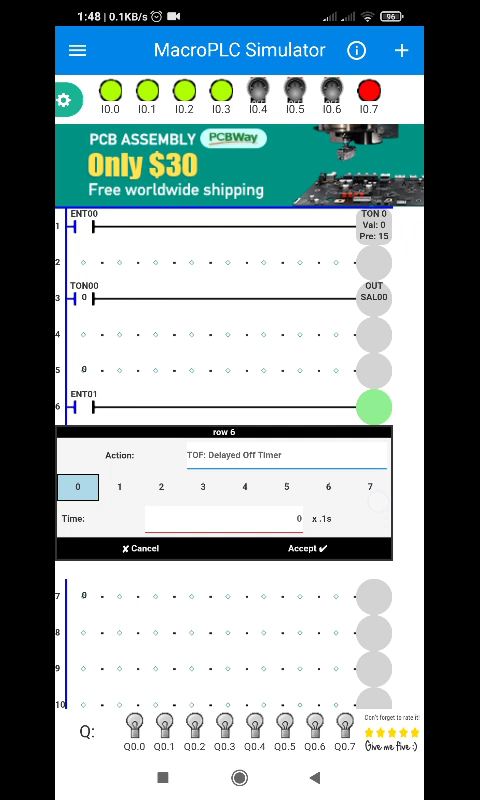 1:48 | 0.1KB/s
96
MacroPLC Simulator
I0.0 I0.1 I0.2 I0.3 I0.4 I0.5 I0.6 I0.7
PCB ASSEMBLY PCBWay
Only $30
Free worldwide shipping
ENT00
TON 0
1
Val: 0
Pre: 15
2
TON00
OUT
3 0
SAL00
4
5 0
ENT01
6
row 6
Action: TOF: Delayed Off Timer
0 1 2 3 4 5 6 7
Time: 0 x .1s
✘ Cancel Accept ✔
7 0
8
9
10
Don't forget to rate it!
Q:
Give me five :)
Q0.0 Q0.1 Q0.2 Q0.3 Q0.4 Q0.5 Q0.6 Q0.7